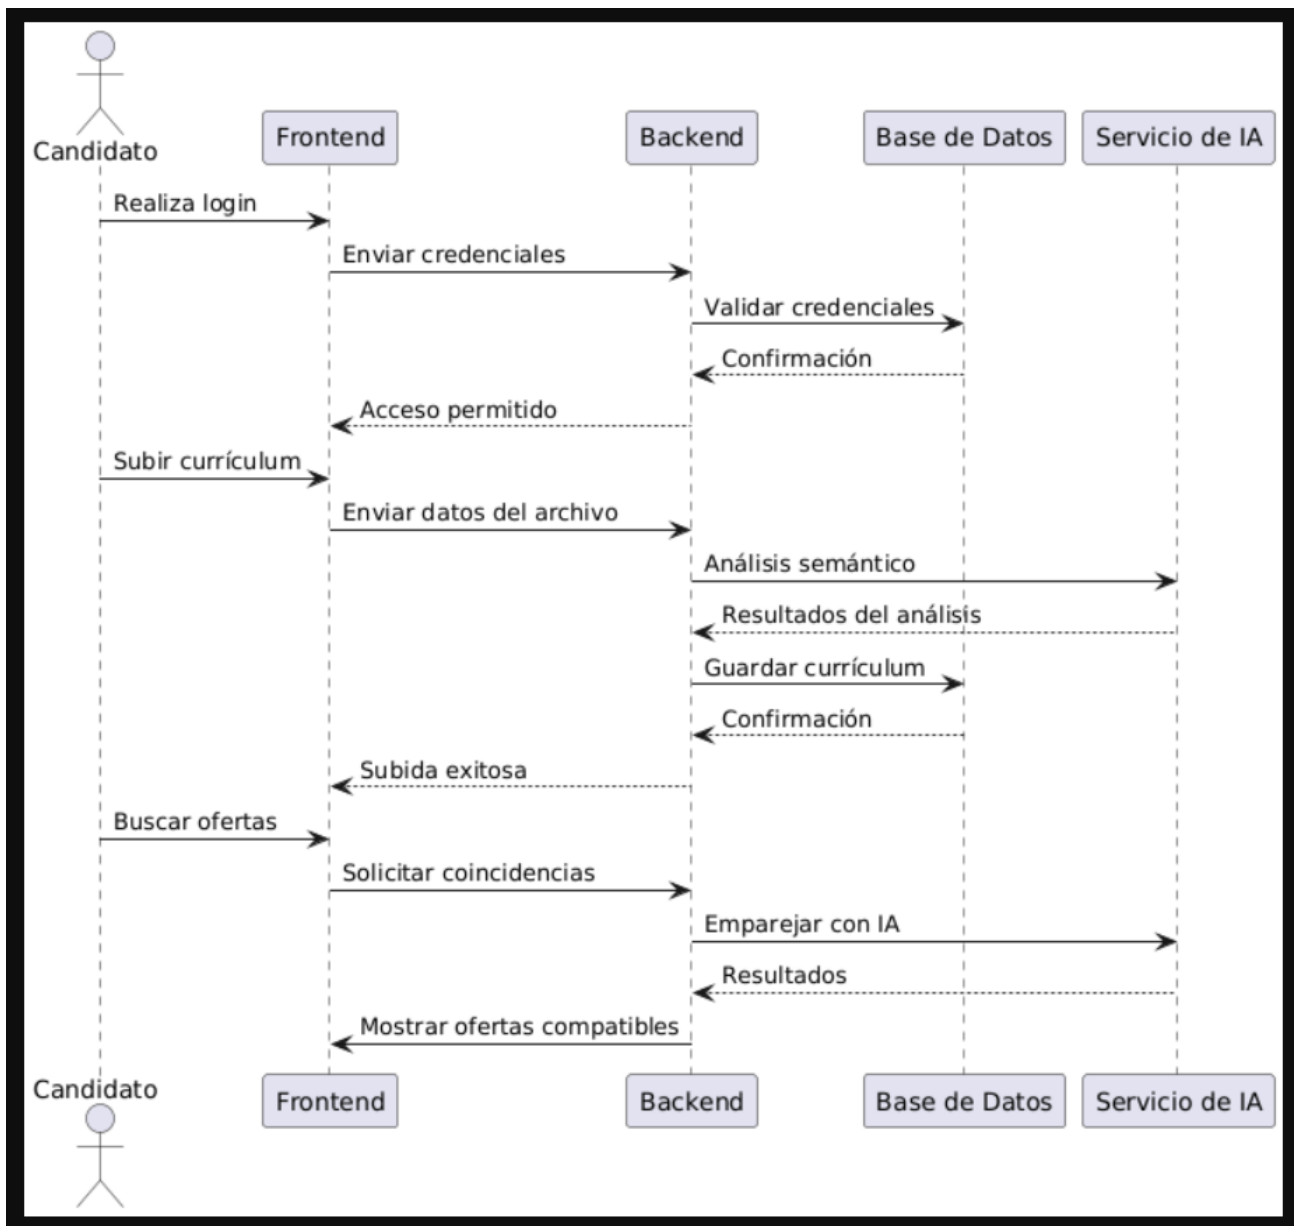 Candidato
Frontend
Backend
Base de Datos
Servicio de IA
Realiza login
Enviar credenciales
Validar credenciales
Confirmación
Acceso permitido
Subir currículum
Enviar datos del archivo
Análisis semántico
Resultados del análisis
Guardar currículum
Confirmación
Subida exitosa
Buscar ofertas
Solicitar coincidencias
Emparejar con IA
Resultados
Mostrar ofertas compatibles
Candidato
Frontend
Backend
Base de Datos
Servicio de IA